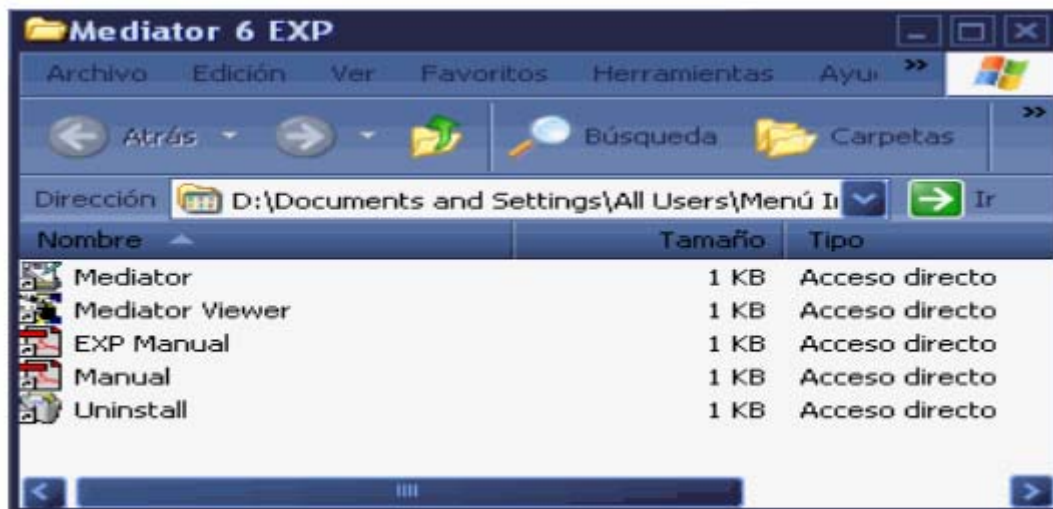 Mediator 6 EXP
Archivo Edición Ver Favoritos Herramientas Ayu »
Atrás Búsqueda Carpetas »
Dirección D:\Documents and Settings\All Users\Menú Ir
Nombre Tamaño Tipo
Mediator 1 KB Acceso directo
Mediator Viewer 1 KB Acceso directo
EXP Manual 1 KB Acceso directo
Manual 1 KB Acceso directo
Uninstall 1 KB Acceso directo